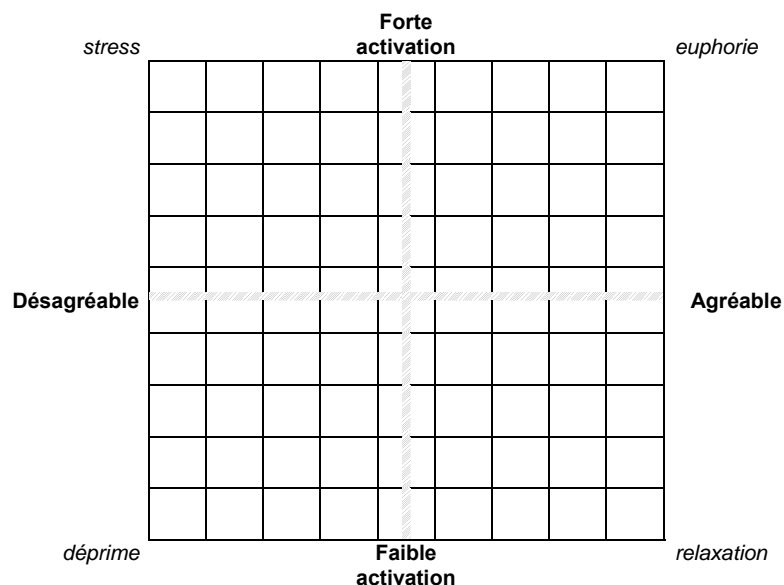 Forte
activation
stress
euphorie
Désagréable
Agréable
déprime
Faible
activation
relaxation